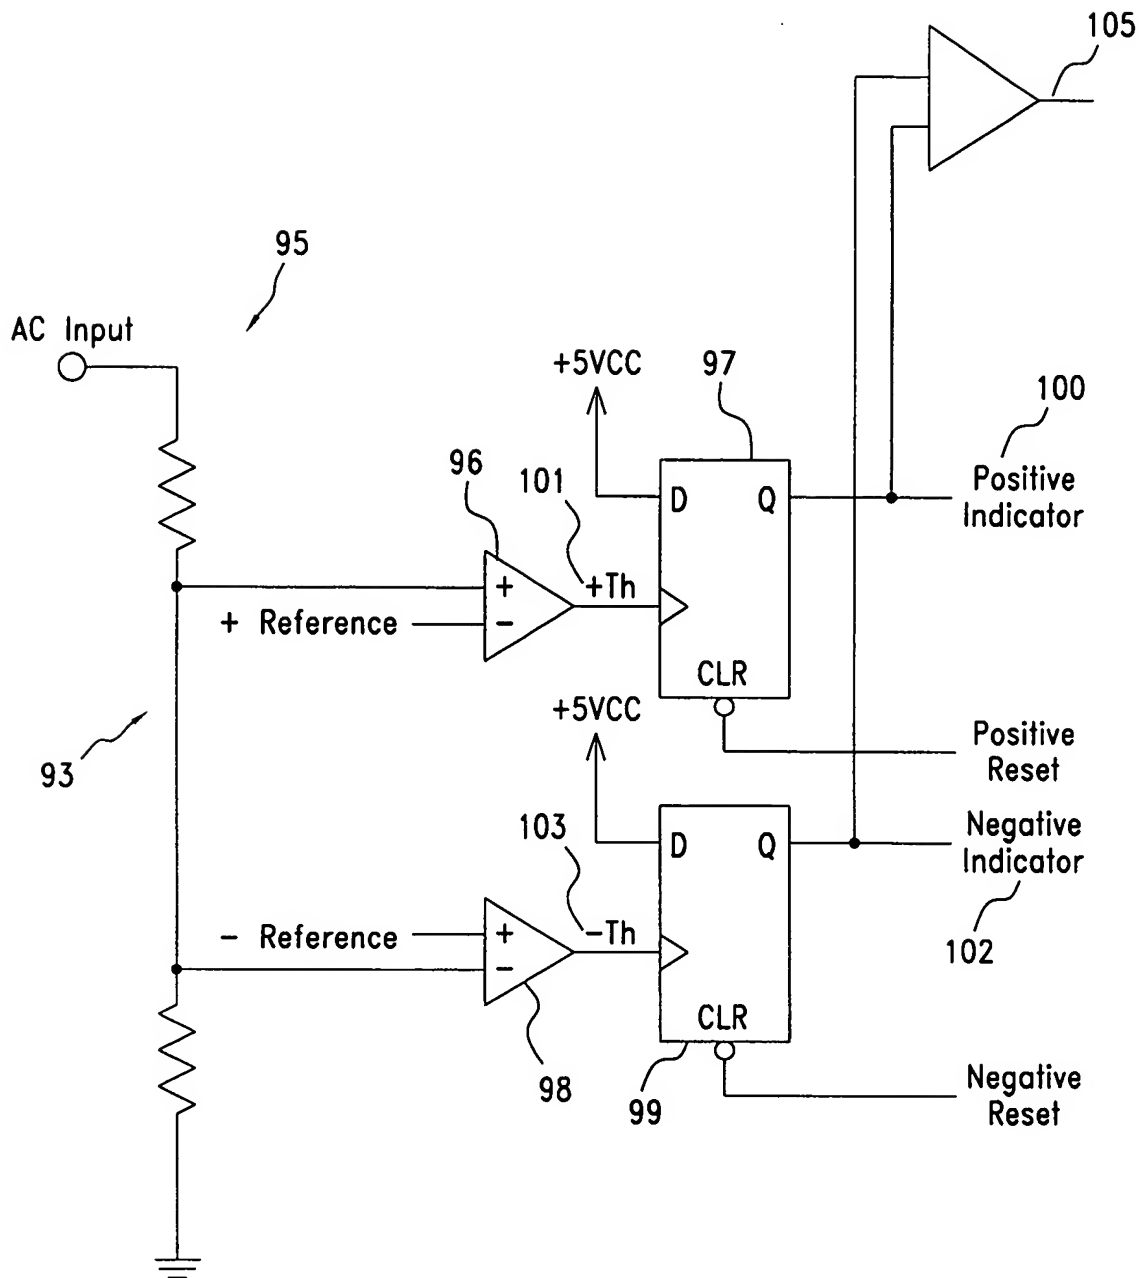 105
95
AC Input
+5VCC
97
100
96
101
D
Q
Positive
Indicator
+
+Th
+ Reference
-
CLR
+5VCC
93
Positive
Reset
103
D
Q
Negative
Indicator
- Reference
+
-Th
102
-
CLR
98
99
Negative
Reset